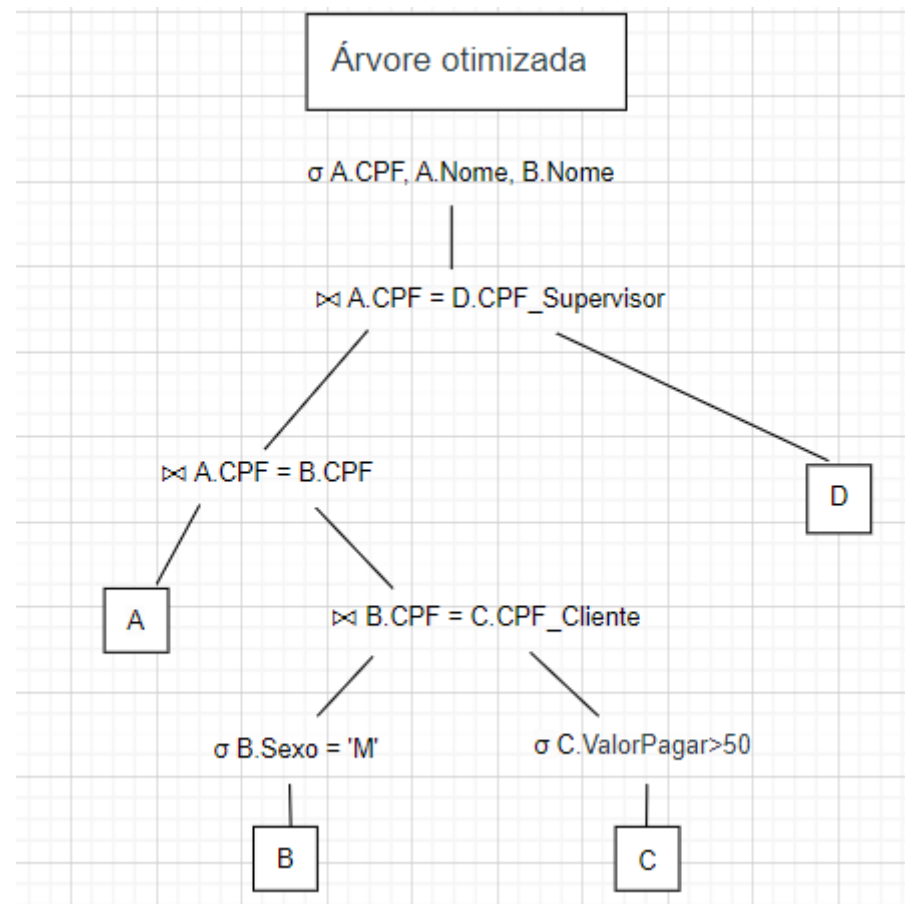 Árvore otimizada
σ A.CPF, A.Nome, B.Nome
⋈ A.CPF = D.CPF_Supervisor
⋈ A.CPF = B.CPF
D
A
⋈ B.CPF = C.CPF_Cliente
σ B.Sexo = 'M'
σ C.ValorPagar>50
B
C